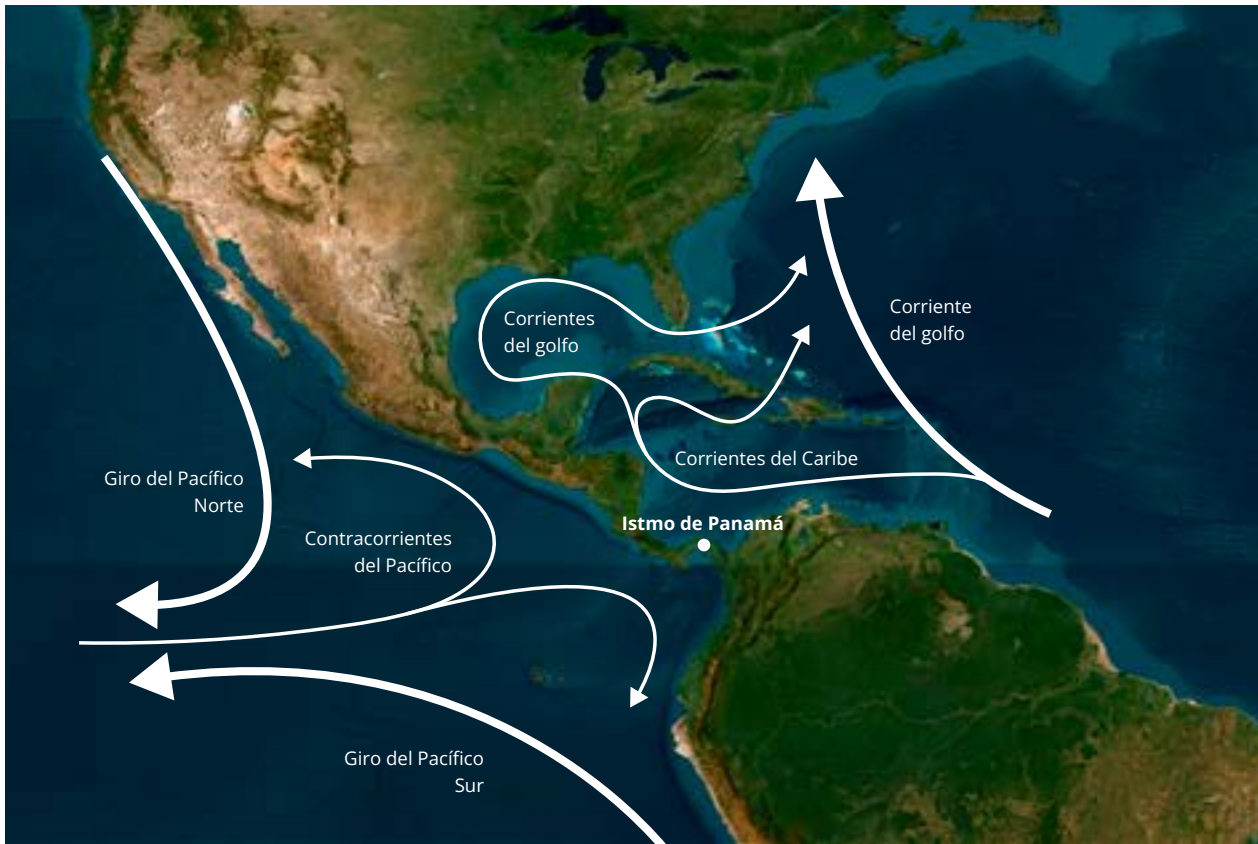 Corrientes
del golfo
Corriente
del golfo
Corrientes del Caribe
Giro del Pacífico
Norte
Istmo de Panamá
Contracorrientes
del Pacífico
Giro del Pacífico
Sur